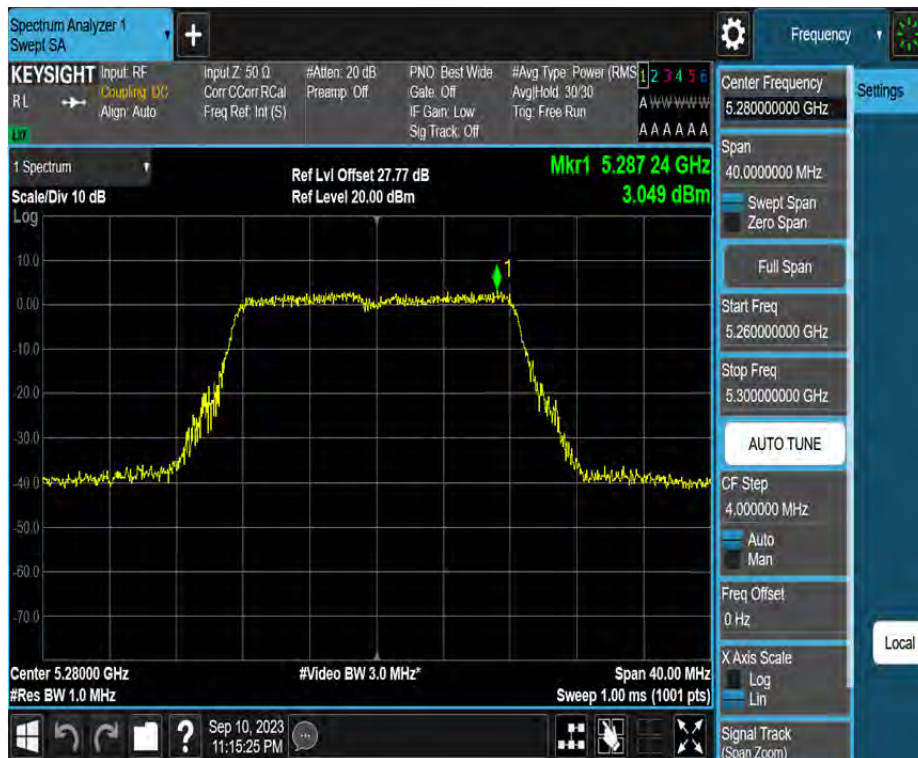 Spectrum Analyzer 1
Swept SA
+
Frequency
KEYSIGHT
RL
LXI
Input: RF
Coupling: DC
Align: Auto
Input Z: 50 Ω
Corr CCorr RCal
Freq Ref: Int (S)
#Atten: 20 dB
Preamp: Off
PNO: Best Wide
Gate: Off
IF Gain: Low
Sig Track: Off
#Avg Type: Power (RMS
Avg|Hold: 30/30
Trig: Free Run
1 2 3 4 5 6
A W W W W W
A A A A A A
1 Spectrum
Scale/Div 10 dB
Log
Ref Lvl Offset 27.77 dB
Ref Level 20.00 dBm
Mkr1 5.287 24 GHz
3.049 dBm
1
10.0
0.00
-10.0
-20.0
-30.0
-40.0
-50.0
-60.0
-70.0
Center 5.28000 GHz
#Res BW 1.0 MHz
#Video BW 3.0 MHz*
Span 40.00 MHz
Sweep 1.00 ms (1001 pts)
?
Sep 10, 2023
11:15:25 PM
Center Frequency
5.280000000 GHz
Span
40.0000000 MHz
Swept Span
Zero Span
Full Span
Start Freq
5.260000000 GHz
Stop Freq
5.300000000 GHz
AUTO TUNE
CF Step
4.000000 MHz
Auto
Man
Freq Offset
0 Hz
X Axis Scale
Log
Lin
Signal Track
(Span Zoom)
Settings
Local